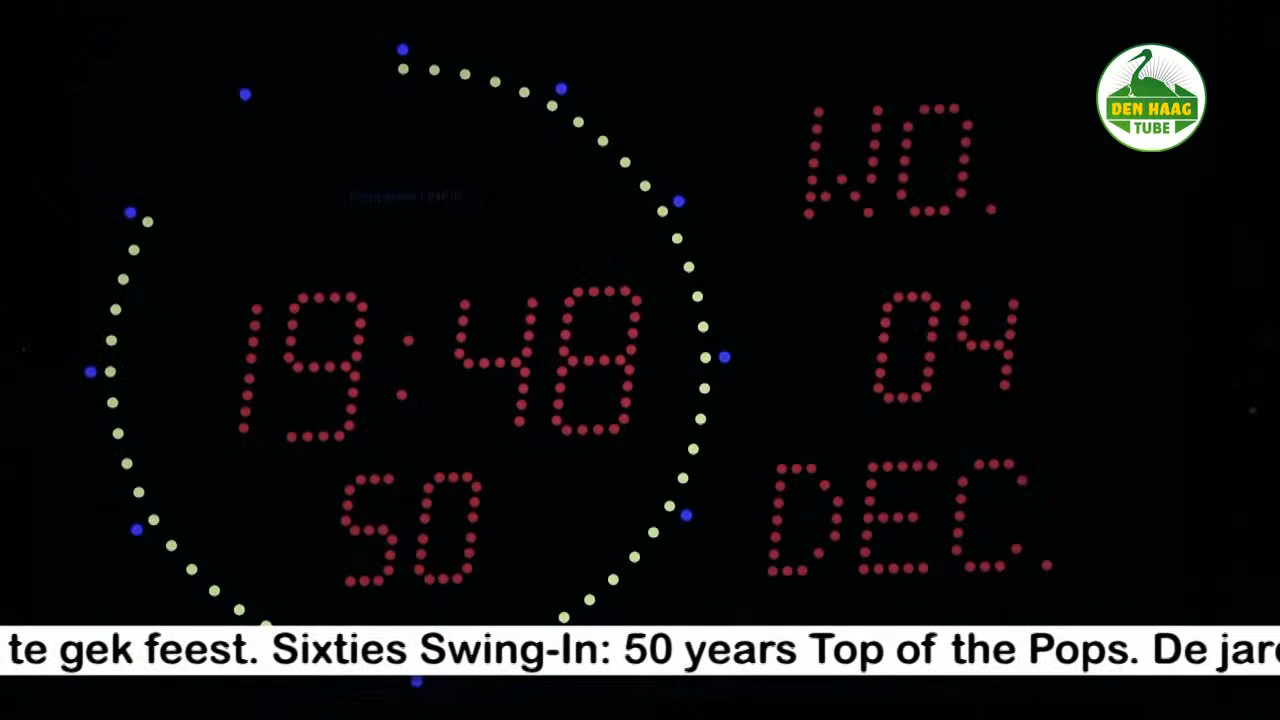 DEN HAAG
TUBE
WO.
19:48
04
50
DEC.
te gek feest. Sixties Swing-In: 50 years Top of the Pops. De jar